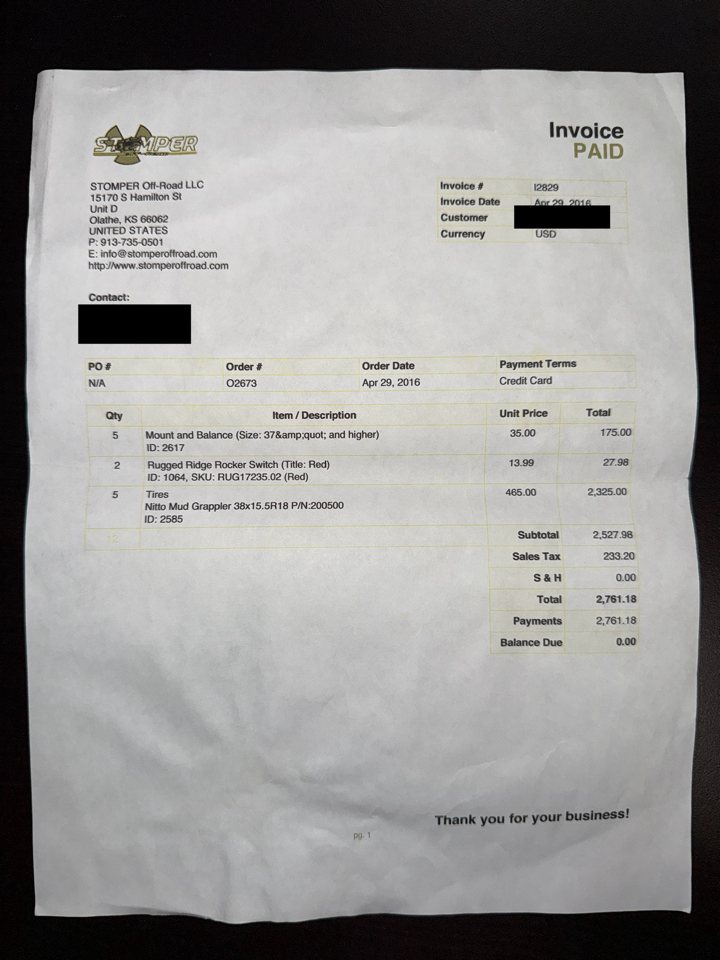 STOMPER
Invoice
PAID
STOMPER Off-Road LLC
15170 S Hamilton St
Unit D
Olathe, KS 66062
UNITED STATES
P: 913-735-0501
E: info@stomperoffroad.com
http://www.stomperoffroad.com
Invoice # I2829
Invoice Date Apr 29, 2016
Customer
Currency USD
Contact:
PO # Order # Order Date Payment Terms
N/A O2673 Apr 29, 2016 Credit Card
Qty Item / Description Unit Price Total
5 Mount and Balance (Size: 37&amp;quot; and higher) 35.00 175.00
ID: 2617
2 Rugged Ridge Rocker Switch (Title: Red) 13.99 27.98
ID: 1064, SKU: RUG17235.02 (Red)
5 Tires 465.00 2,325.00
Nitto Mud Grappler 38x15.5R18 P/N:200500
ID: 2585
12
Subtotal 2,527.98
Sales Tax 233.20
S & H 0.00
Total 2,761.18
Payments 2,761.18
Balance Due 0.00
Thank you for your business!
pg. 1